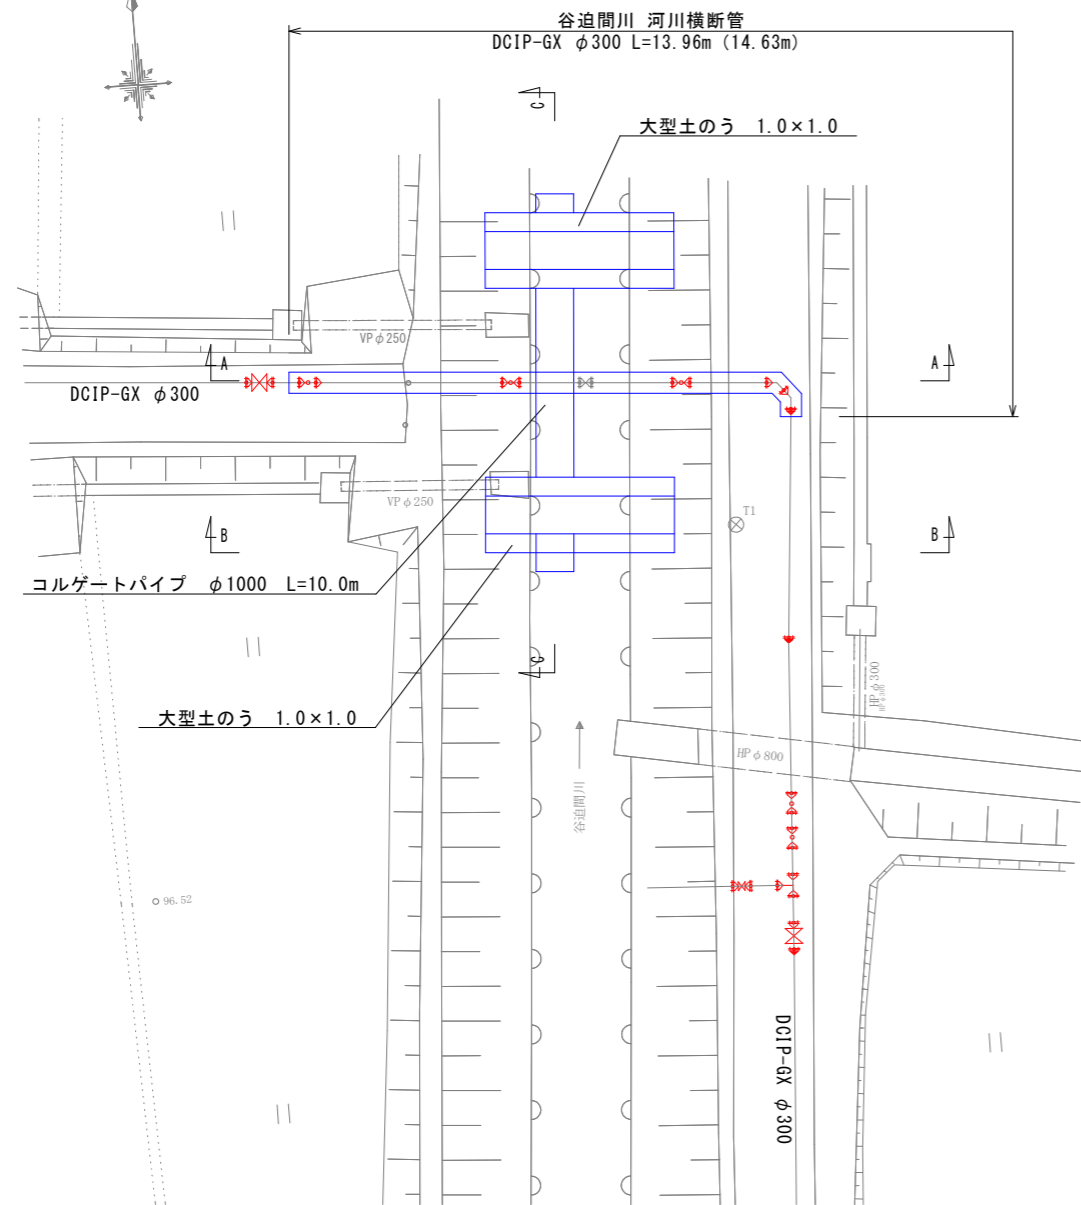 谷迫間川 河川横断管
DCIP-GX φ300 L=13.96m (14.63m)
C
大型土のう 1.0×1.0
VPφ250
A
A
DCIP-GX φ300
VPφ250
T1
B
B
コルゲートパイプ φ1000 L=10.0m
C
HPφ300
大型土のう 1.0×1.0
HPφ800
谷迫間川
96.52
DCIP-GX φ300